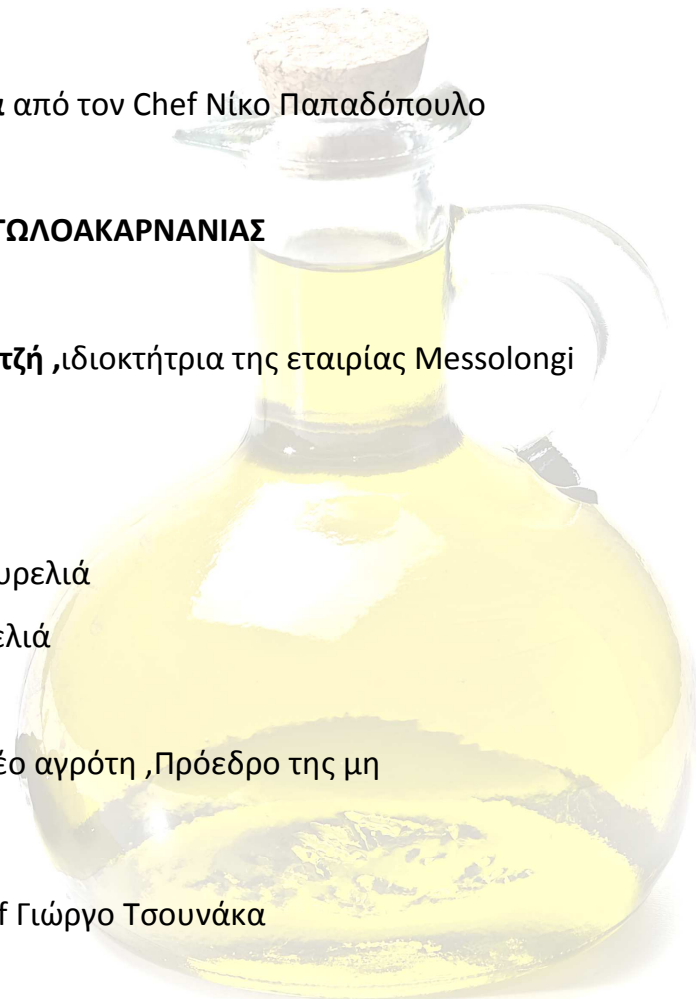 από τον Chef Νίκο Παπαδόπουλο
ΤΩΛΟΑΚΑΡΝΑΝΙΑΣ
τζή ,ιδιοκτήτρια της εταιρίας Messolongi
υρελιά
ελιά
έο αγρότη ,Πρόεδρο της μη
f Γιώργο Τσουνάκα